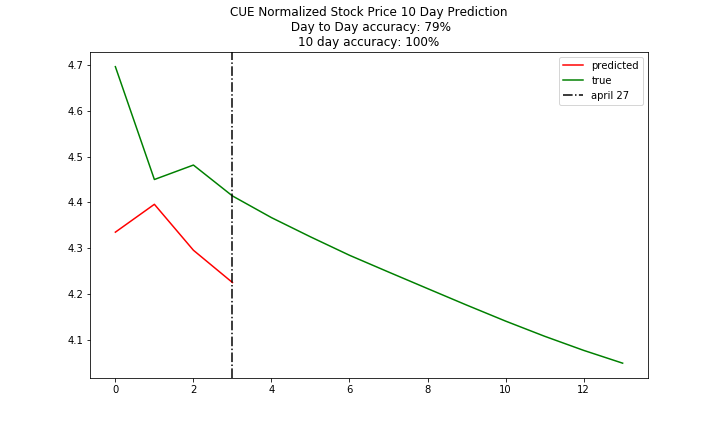 CUE Normalized Stock Price 10 Day Prediction
Day to Day accuracy: 79%
10 day accuracy: 100%
predicted
true
april 27
4.7
4.6
4.5
4.4
4.3
4.2
4.1
0 2 4 6 8 10 12